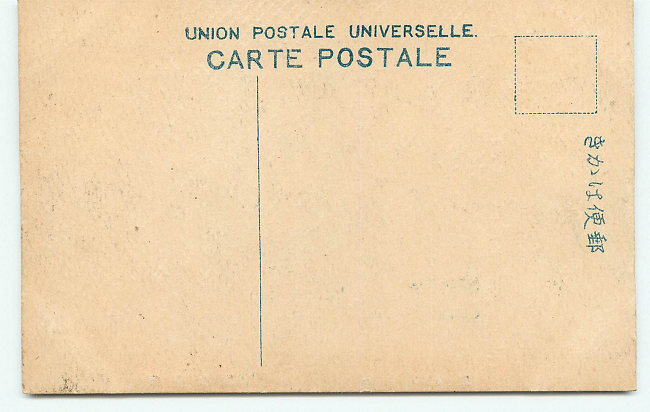 UNION POSTALE UNIVERSELLE.
CARTE POSTALE
郵便はかき